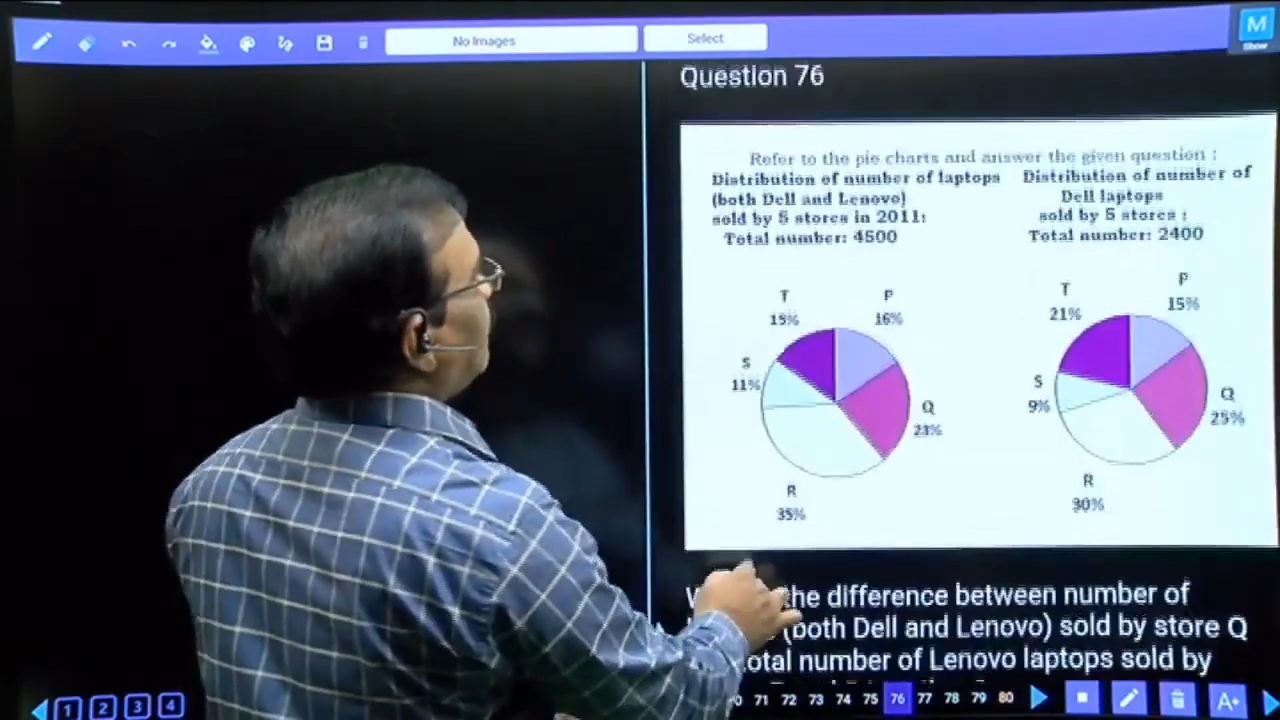 No Images
Select
M
Show
Question 76
Refer to the pie charts and answer the given question :
Distribution of number of laptops
(both Dell and Lenovo)
sold by 5 stores in 2011:
Total number: 4500
Distribution of number of
Dell laptops
sold by 5 stores :
Total number: 2400
T
15%
P
16%
S
11%
Q
23%
R
35%
T
21%
P
15%
S
9%
Q
25%
R
30%
the difference between number of
(both Dell and Lenovo) sold by store Q
total number of Lenovo laptops sold by
1 2 3 4
71 72 73 74 75 76 77 78 79 80
A+